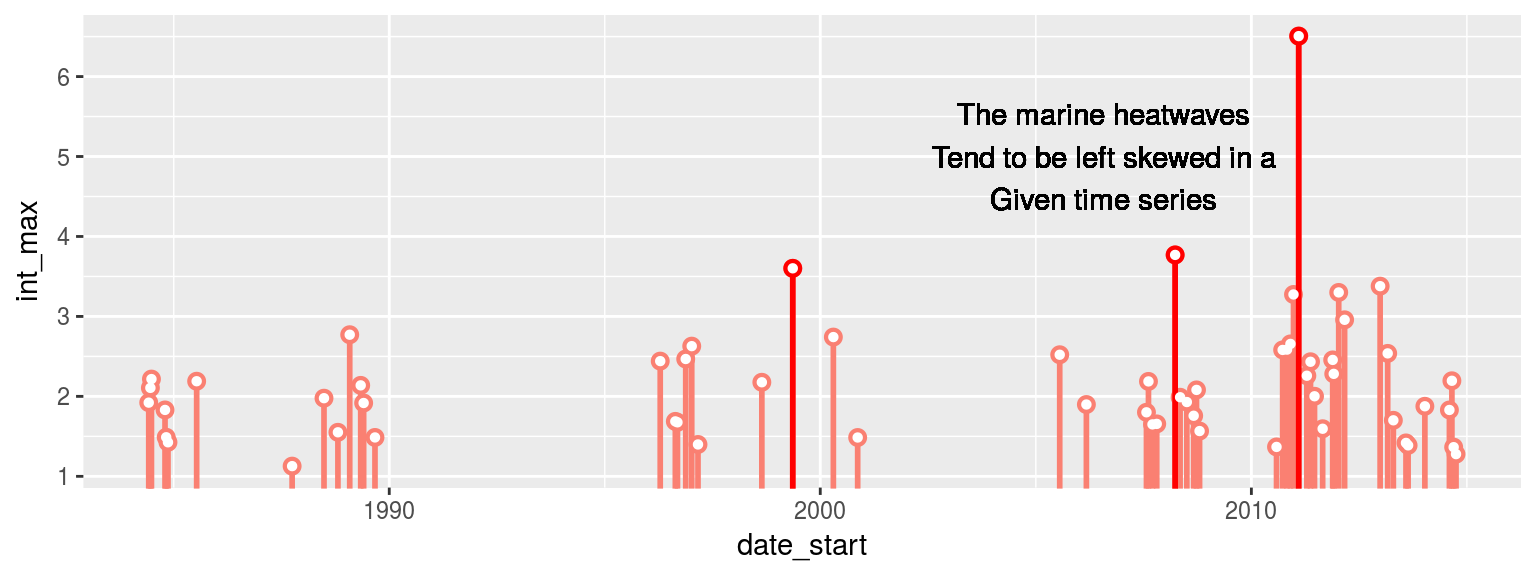 6
The marine heatwaves
5
Tend to be left skewed in a
Given time series
4
3
2
1
int_max
1990 2000 2010
date_start